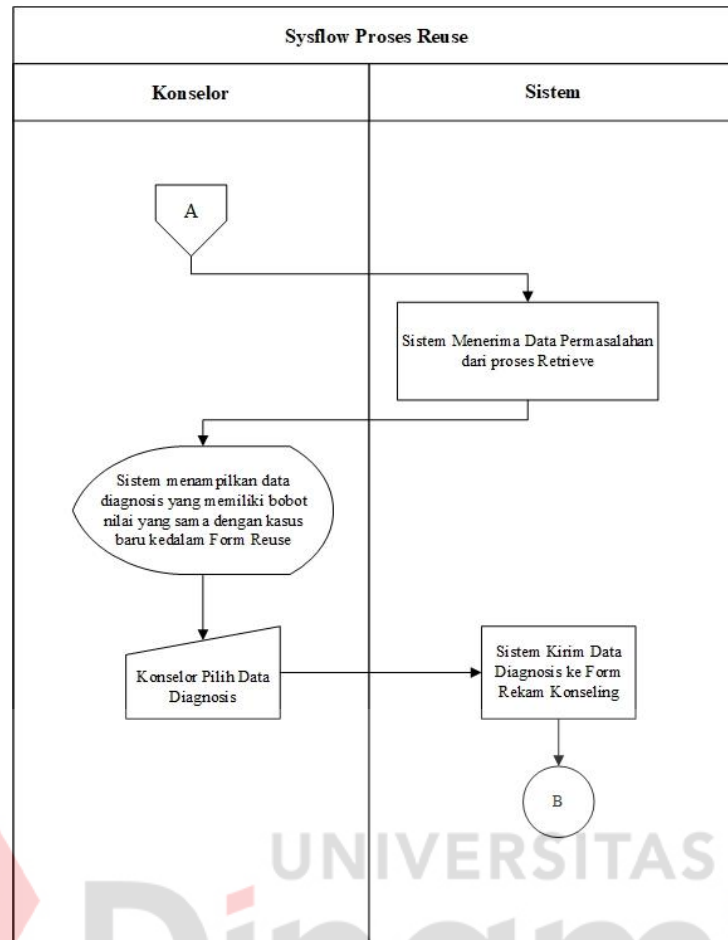 Sysflow Proses Reuse
Konselor
Sistem
A
Sistem Menerima Data Permasalahan
dari proses Retrieve
Sistem menampilkan data
diagnosis yang memiliki bobot
nilai yang sama dengan kasus
baru kedalam Form Reuse
Konselor Pilih Data
Diagnosis
Sistem Kirim Data
Diagnosis ke Form
Rekam Konseling
B
UNIVERSITAS